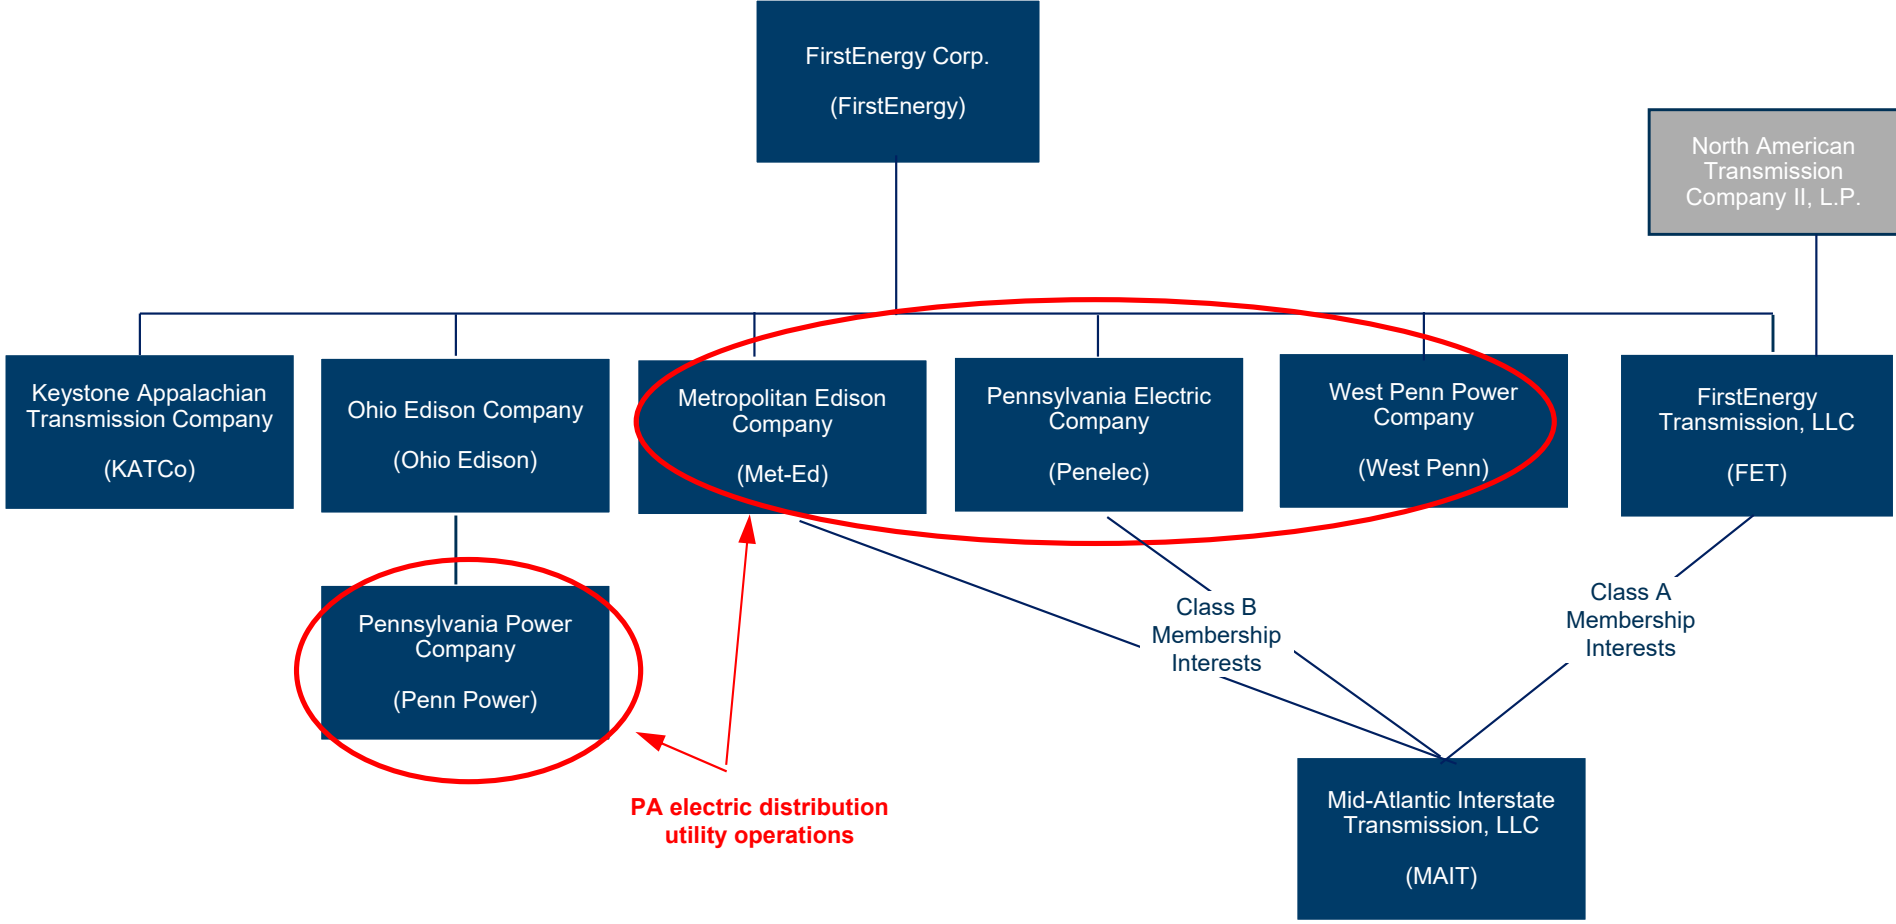 FirstEnergy Corp.
(FirstEnergy)
North American
Transmission
Company II, L.P.
Keystone Appalachian
Transmission Company
(KATCo)
Ohio Edison Company
(Ohio Edison)
Metropolitan Edison
Company
(Met-Ed)
Pennsylvania Electric
Company
(Penelec)
West Penn Power
Company
(West Penn)
FirstEnergy
Transmission, LLC
(FET)
Pennsylvania Power
Company
(Penn Power)
Class B
Membership
Interests
Class A
Membership
Interests
PA electric distribution
utility operations
Mid-Atlantic Interstate
Transmission, LLC
(MAIT)